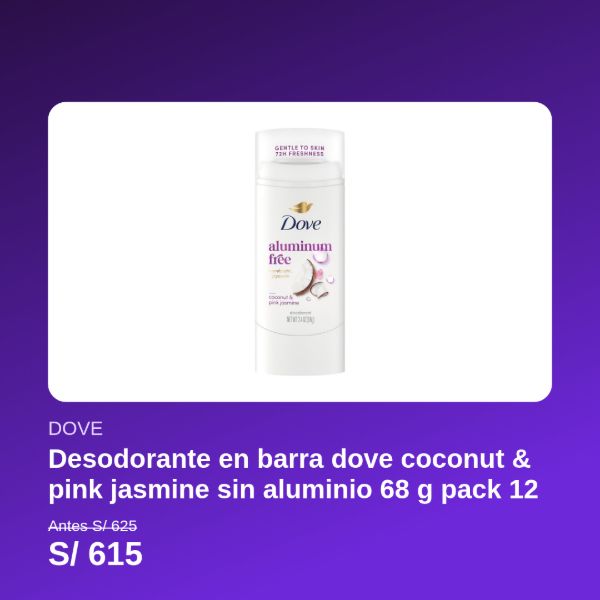 GENTLE TO SKIN
72H FRESHNESS
Dove
aluminum
free
coconut &
pink jasmine
deodorant
DOVE
Desodorante en barra dove coconut &
pink jasmine sin aluminio 68 g pack 12
Antes S/ 625
S/ 615